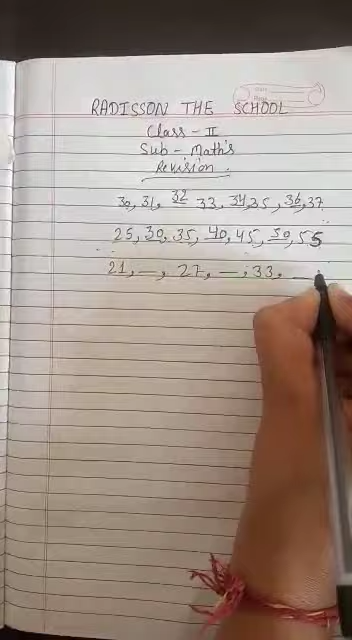 RADISSON THE SCHOOL
Class - II
Sub - Math's
Revision.
30, 31, 32 33, 34, 35, 36, 37
25, 30, 35, 40, 45, 50, 55
21, __, 27, __, 33, __